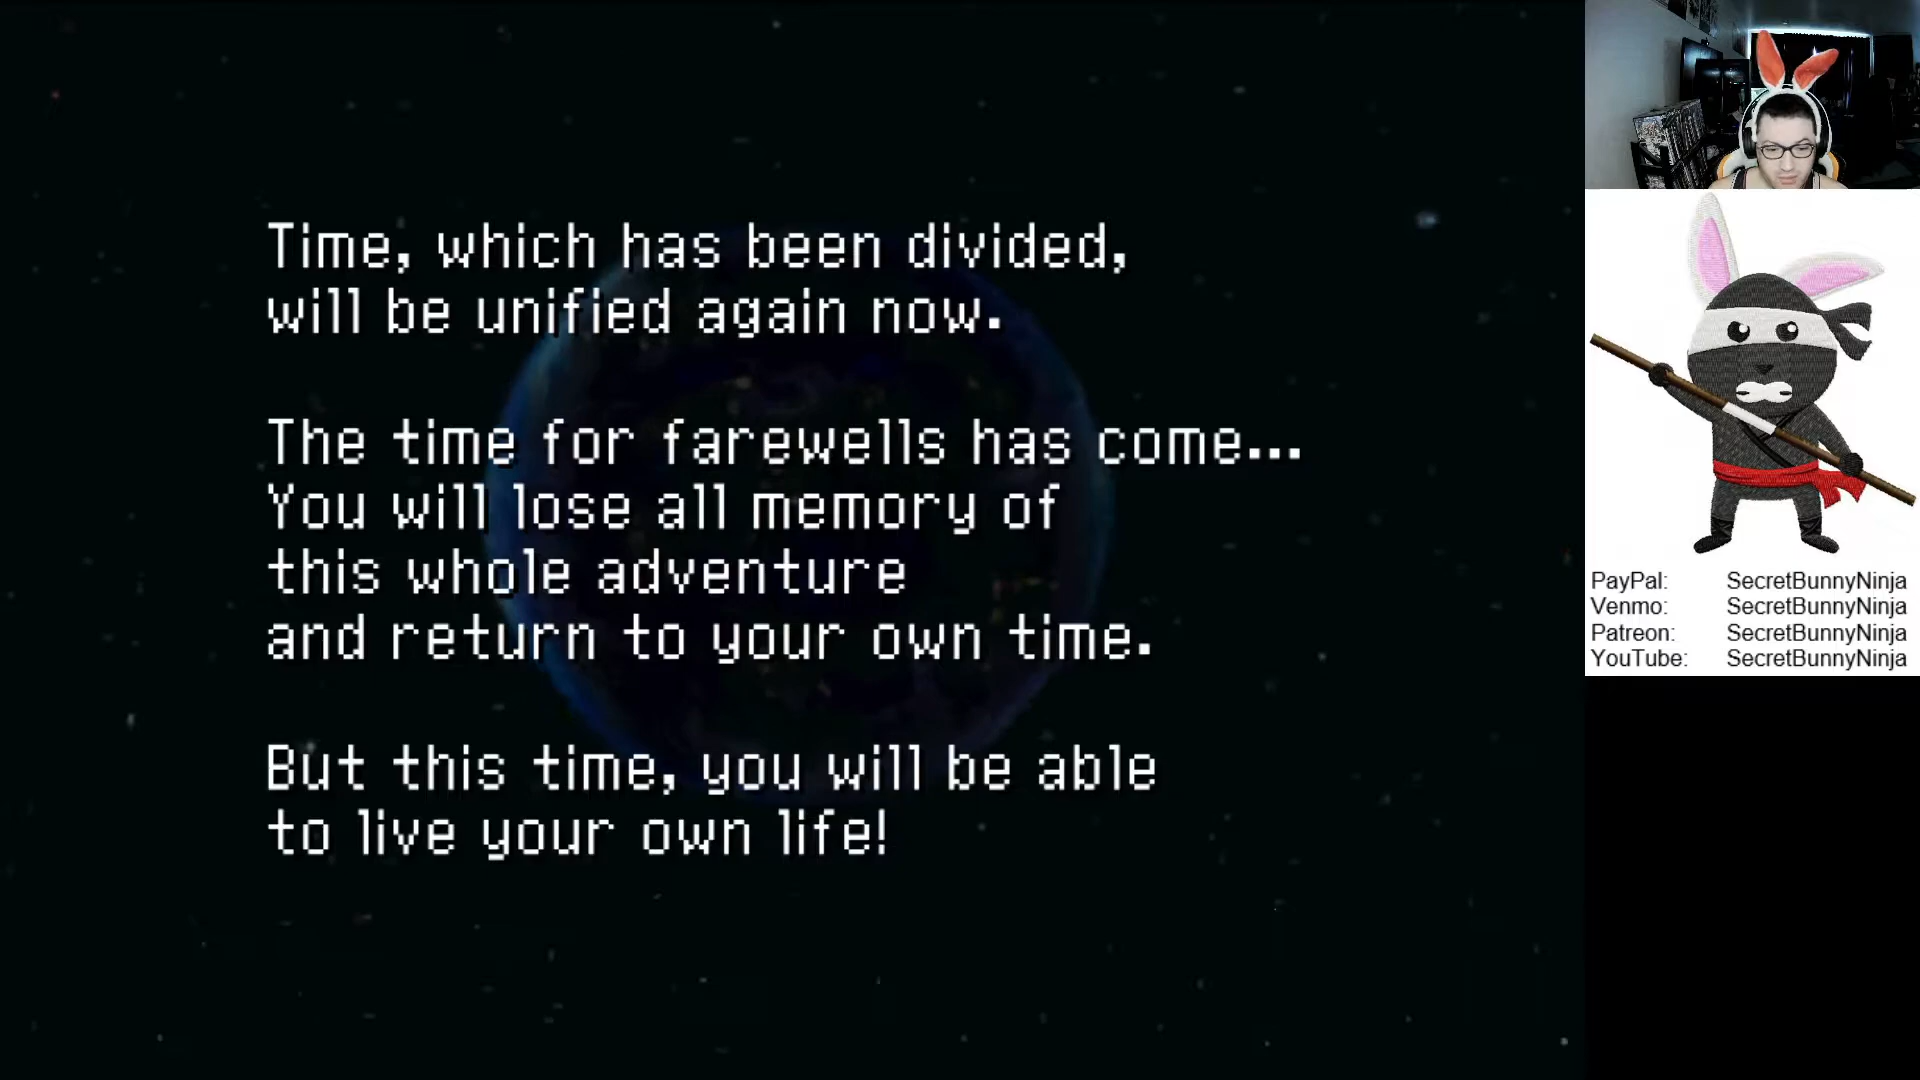 Time, which has been divided,
will be unified again now.
The time for farewells has come...
You will lose all memory of
this whole adventure
and return to your own time.
But this time, you will be able
to live your own life!
PayPal: SecretBunnyNinja
Venmo: SecretBunnyNinja
Patreon: SecretBunnyNinja
YouTube: SecretBunnyNinja